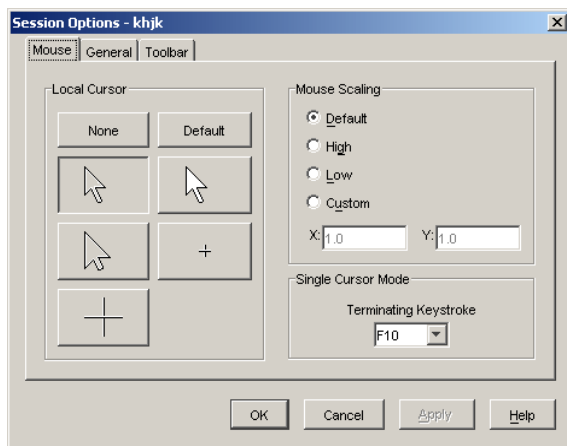 Session Options - khjk
Mouse General Toolbar
Local Cursor
None Default
Mouse Scaling
Default
High
Low
Custom
X: 1.0 Y: 1.0
Single Cursor Mode
Terminating Keystroke
F10
OK Cancel Apply Help